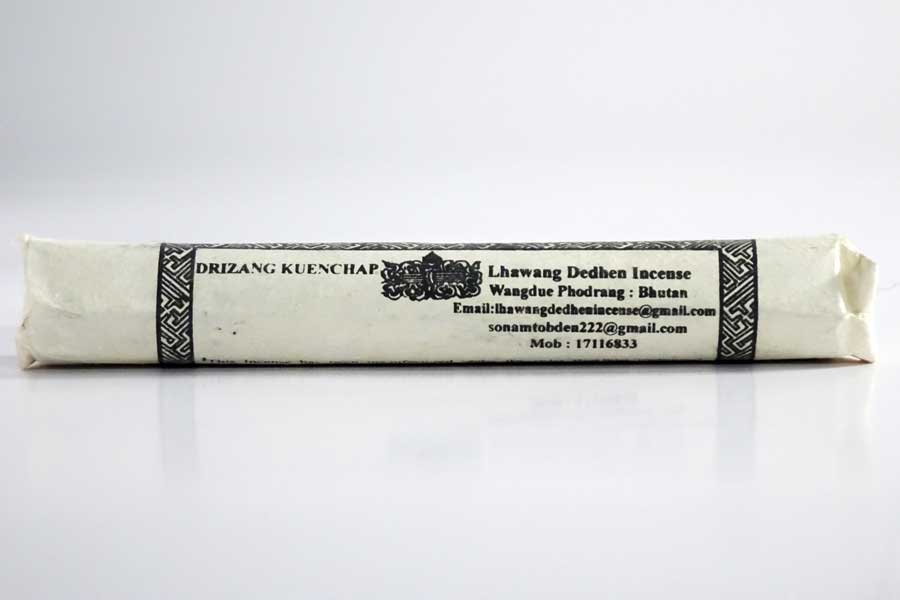 DRIZANG KUENCHAP
Lhawang Dedhen Incense
Wangdue Phodrang : Bhutan
Email:lhawangdedhenincense@gmail.com
sonamtobden222@gmail.com
Mob : 17116833